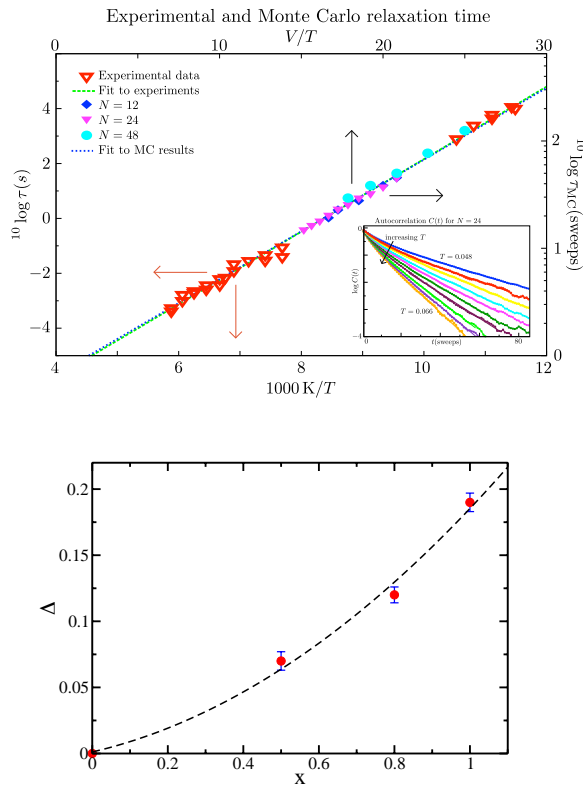 Experimental and Monte Carlo relaxation time
V/T
0 10 20 30
Experimental data
Fit to experiments
N = 12
N = 24
N = 48
Fit to MC results
4
2
0
−2
−4
10 log τ(s)
2
1
0
10 log τMC(sweeps)
Autocorrelation C(t) for N = 24
0
increasing T
T = 0.048
T = 0.066
log C(t)
−4
0 t(sweeps) 80
4 6 8 10 12
1000 K/T
0.2
0.15
0.1
0.05
0
Δ
0 0.2 0.4 0.6 0.8 1
x